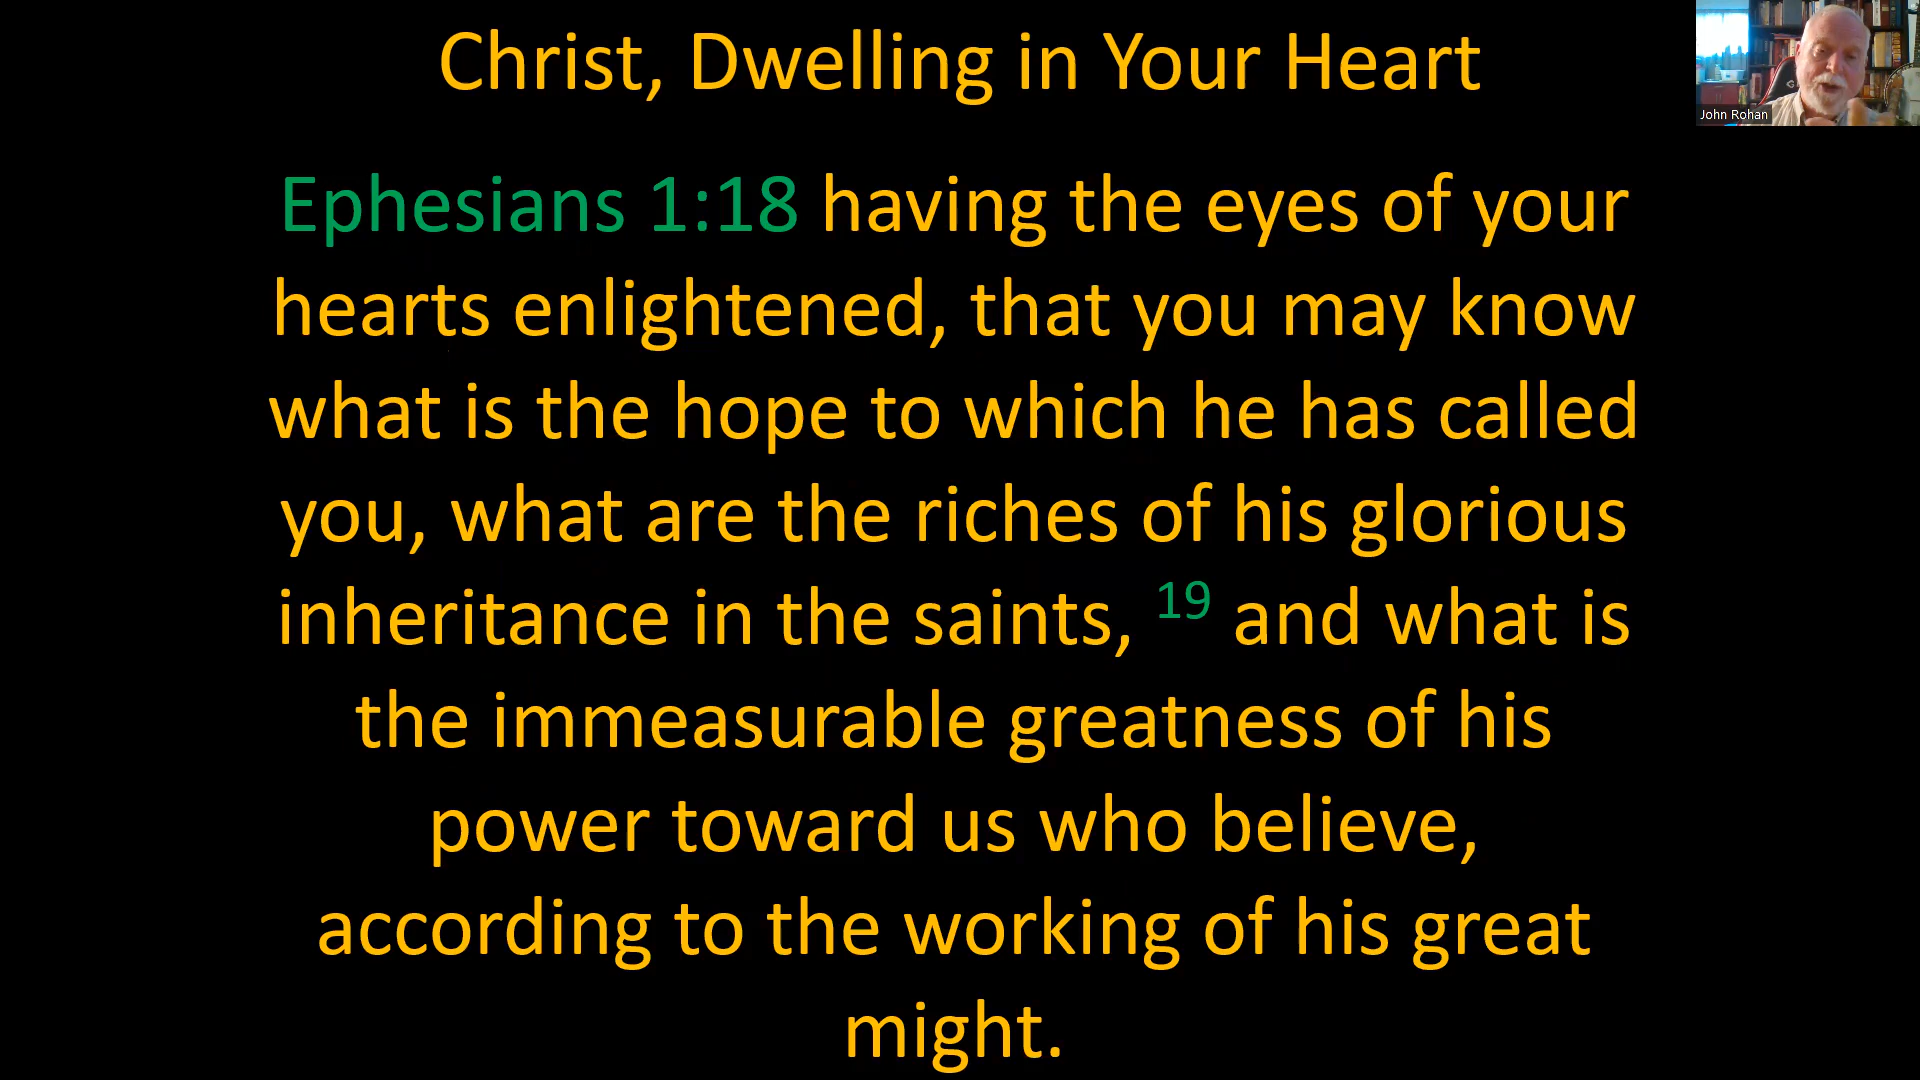 Christ, Dwelling in Your Heart
John Rohan
Ephesians 1:18 having the eyes of your
hearts enlightened, that you may know
what is the hope to which he has called
you, what are the riches of his glorious
inheritance in the saints, 19 and what is
the immeasurable greatness of his
power toward us who believe,
according to the working of his great
might.